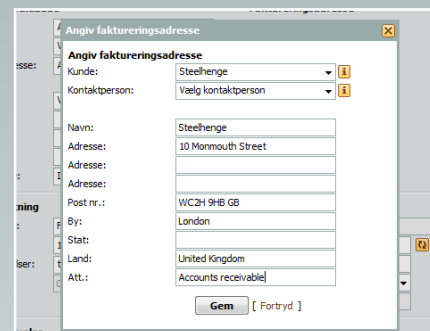 Angiv faktureringsadresse
Angiv faktureringsadresse
Kunde: Steelhenge
Kontaktperson: Vælg kontaktperson
Navn: Steelhenge
Adresse: 10 Monmouth Street
Adresse:
Adresse:
Post nr.: WC2H 9HB GB
By: London
Stat:
Land: United Kingdom
Att.: Accounts receivable
Gem [ Fortryd ]